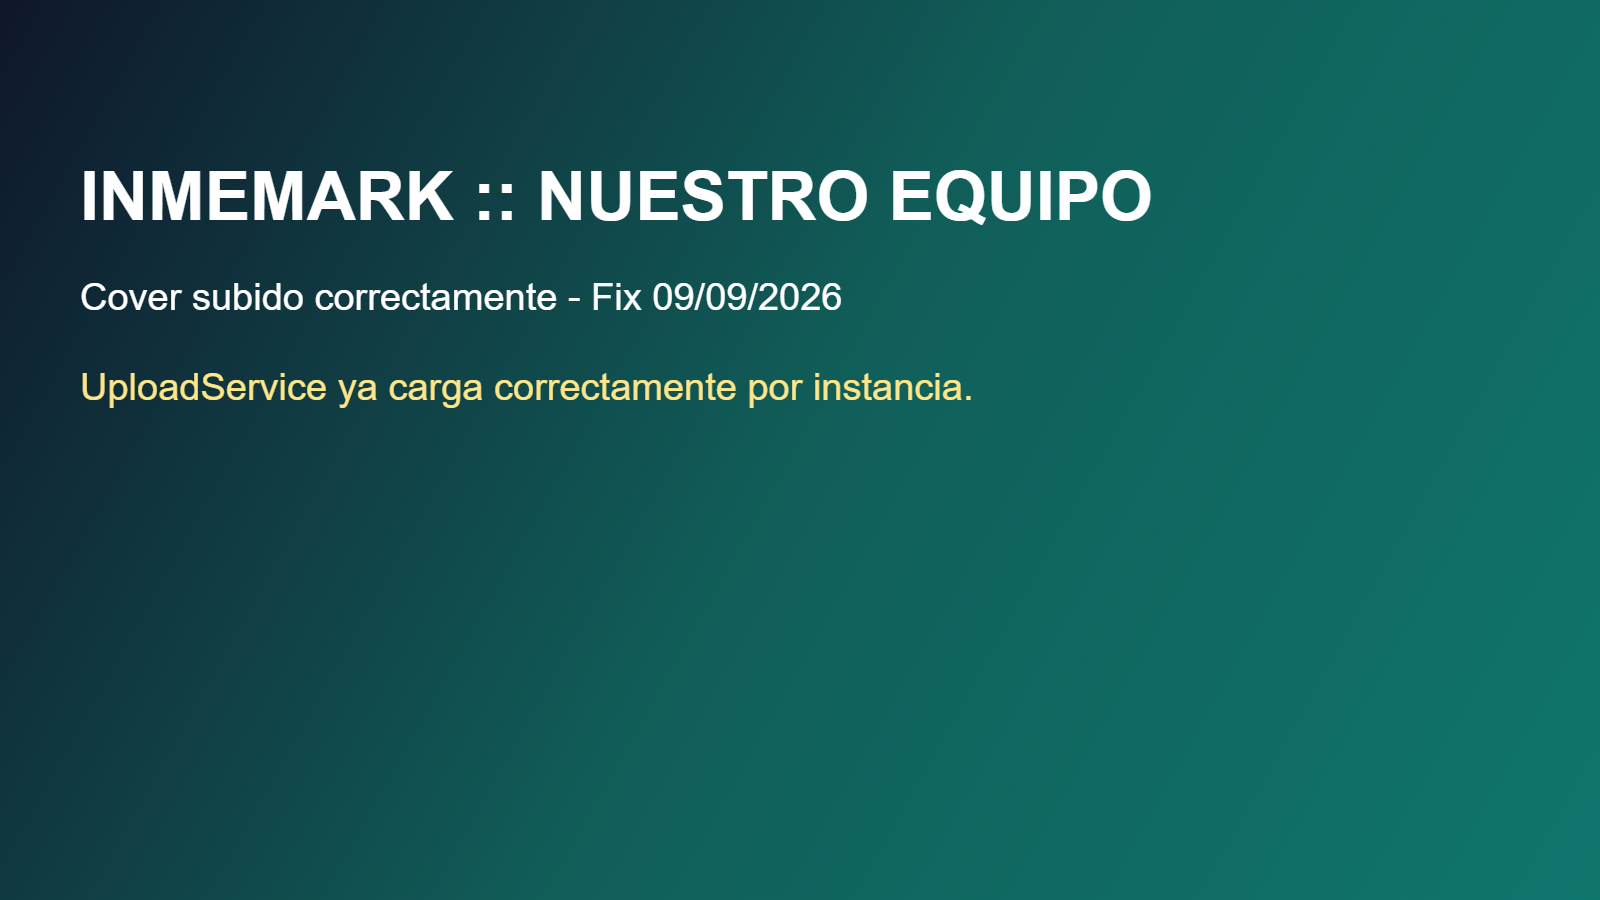 INMEMARK :: NUESTRO EQUIPO
Cover subido correctamente - Fix 09/09/2026
UploadService ya carga correctamente por instancia.